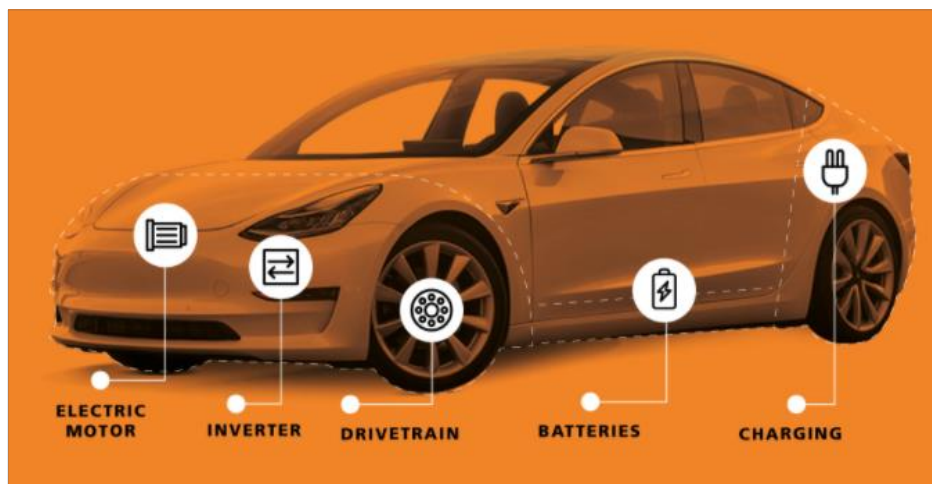 ELECTRIC
MOTOR
INVERTER
DRIVETRAIN
BATTERIES
CHARGING